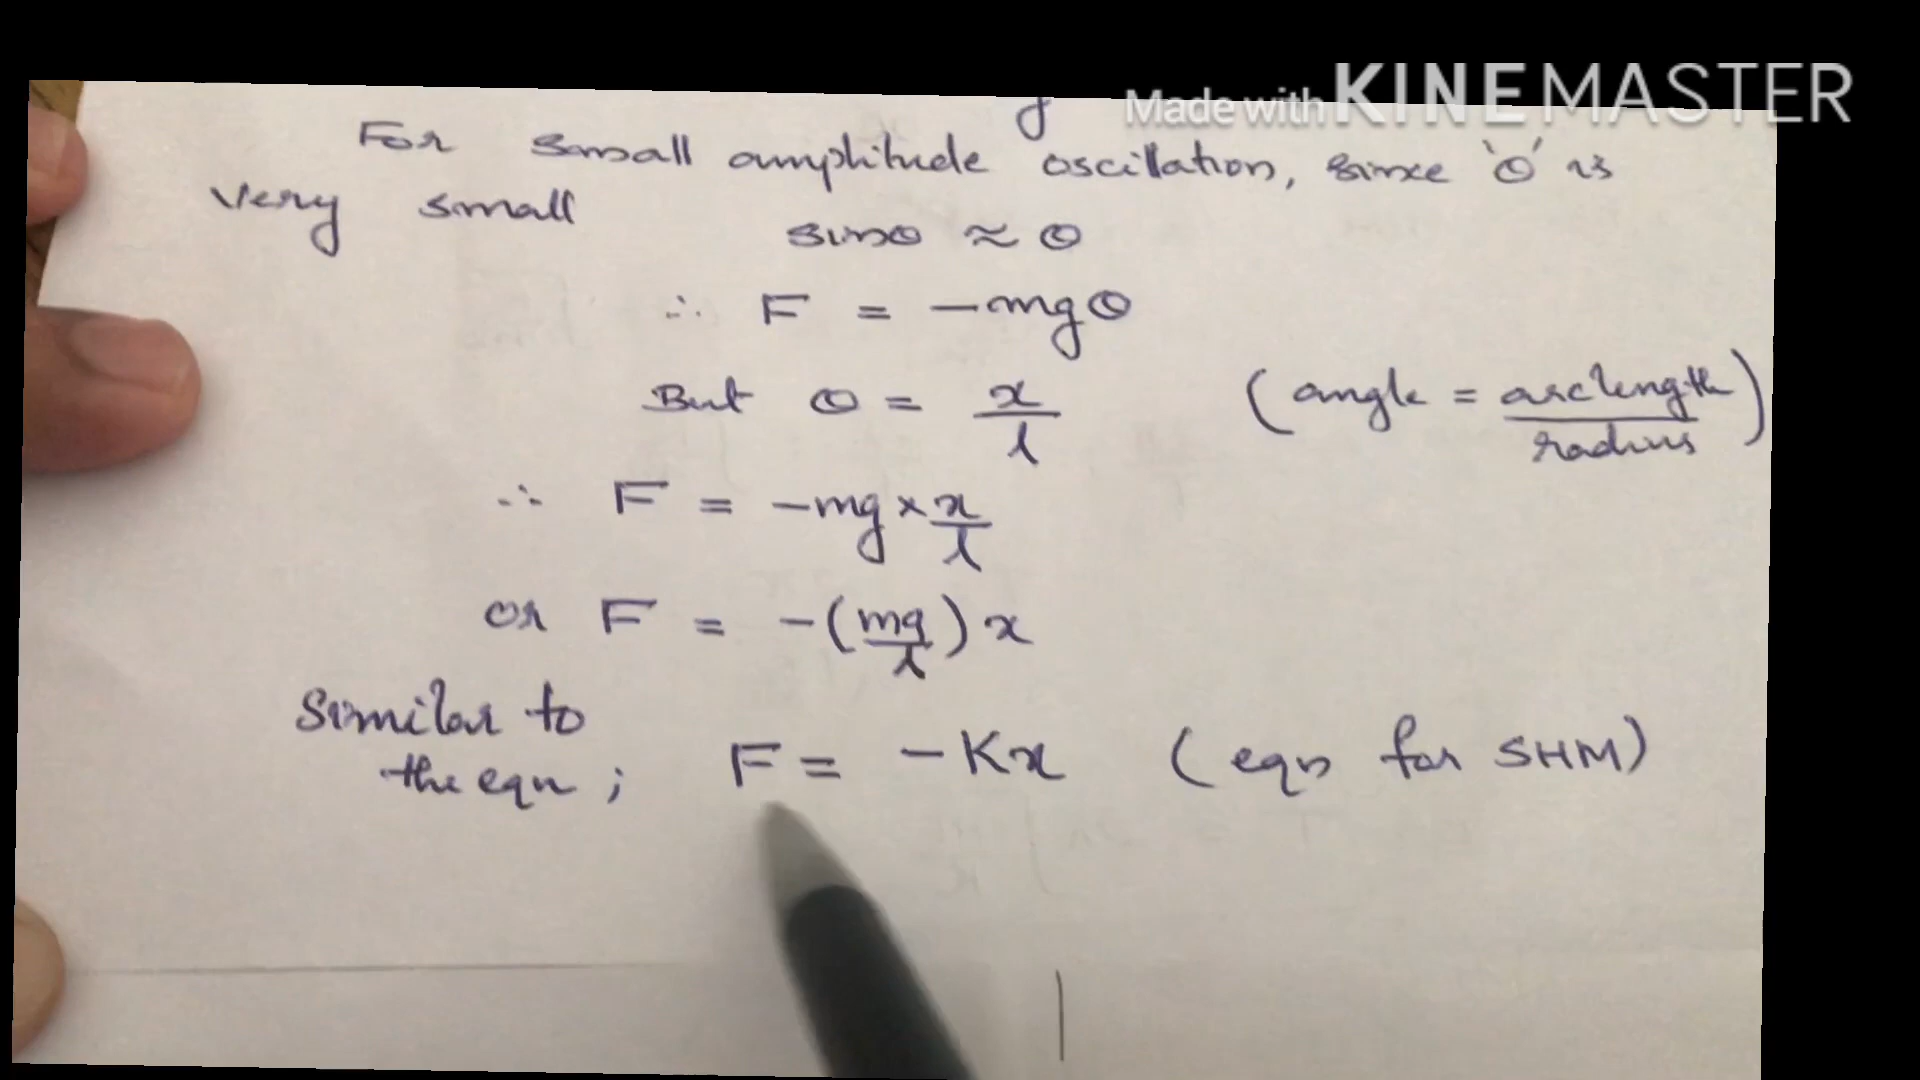 Made with KINEMASTER
For small amplitude oscillation, since 'θ' is
very small
sinθ ≈ θ
∴ F = -mgθ
But θ = x/l (angle = arclength/radius)
∴ F = -mg × x/l
or F = -(mg/l) x
Similar to
the eqn ; F = -Kx (eqn for SHM)